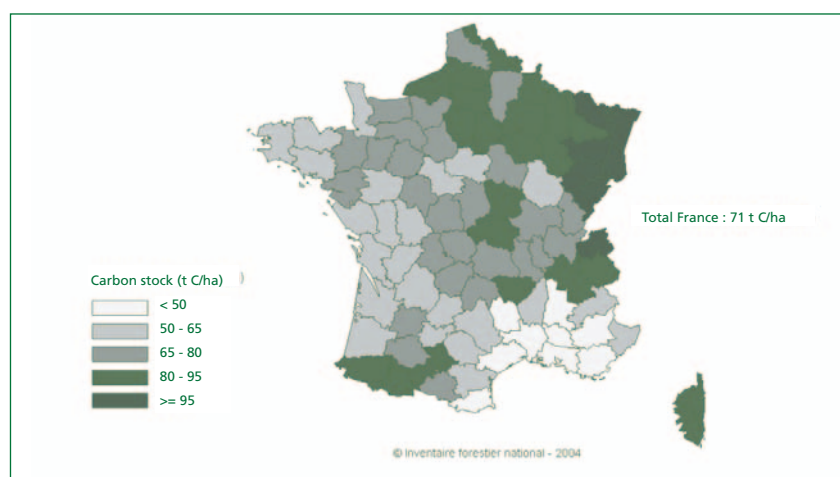 Total France : 71 t C/ha
Carbon stock (t C/ha)
< 50
50 - 65
65 - 80
80 - 95
>= 95
© Inventaire forestier national - 2004